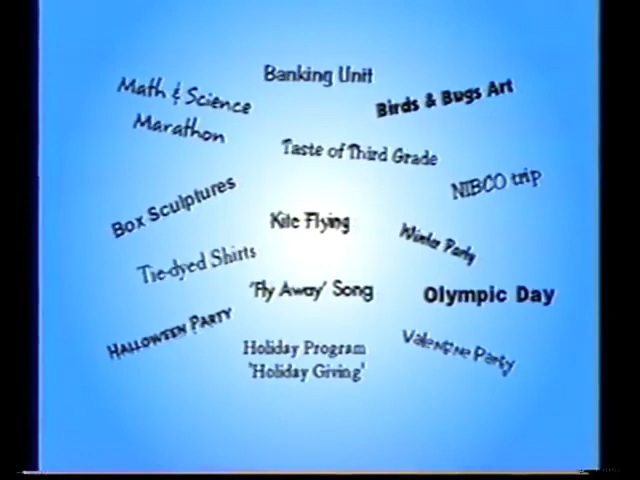 Banking Unit
Math & Science
Marathon
Birds & Bugs Art
Taste of Third Grade
NIBCO trip
Box Sculptures
Kite Flying
Winter Party
Tie-dyed Shirts
'Fly Away' Song
Olympic Day
Halloween Party
Holiday Program
'Holiday Giving'
Valentine Party